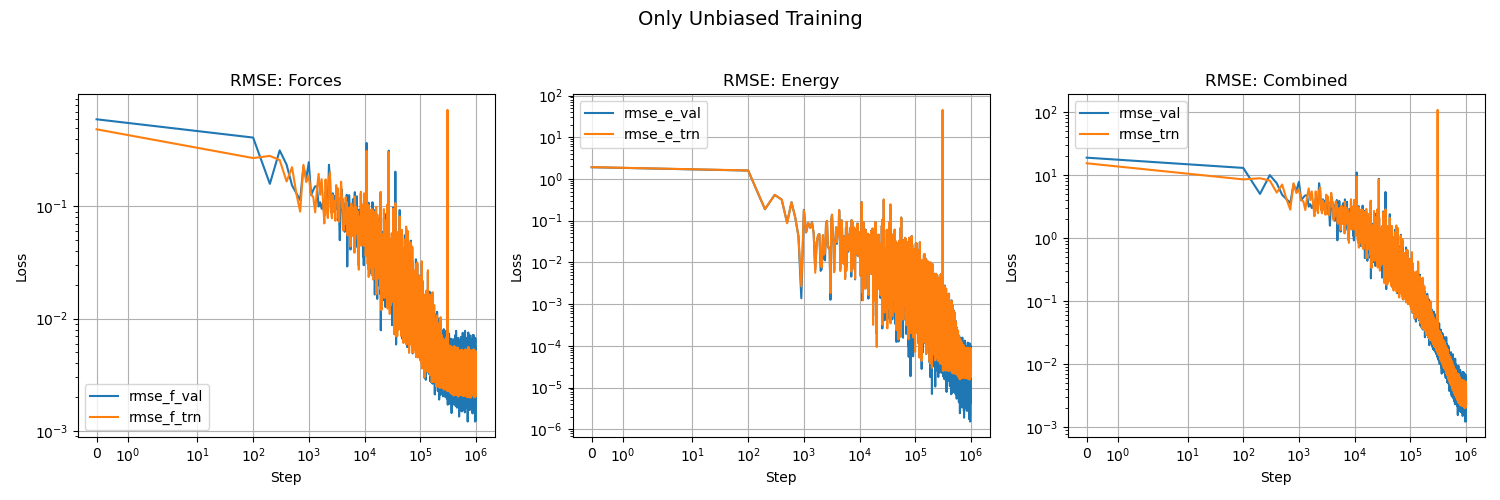 Only Unbiased Training
RMSE: Forces
Loss
10⁻¹
10⁻²
10⁻³
rmse_f_val
rmse_f_trn
0 10⁰ 10¹ 10² 10³ 10⁴ 10⁵ 10⁶
Step
RMSE: Energy
Loss
10²
10¹
10⁰
10⁻¹
10⁻²
10⁻³
10⁻⁴
10⁻⁵
10⁻⁶
rmse_e_val
rmse_e_trn
0 10⁰ 10¹ 10² 10³ 10⁴ 10⁵ 10⁶
Step
RMSE: Combined
Loss
10²
10¹
10⁰
10⁻¹
10⁻²
10⁻³
rmse_val
rmse_trn
0 10⁰ 10¹ 10² 10³ 10⁴ 10⁵ 10⁶
Step